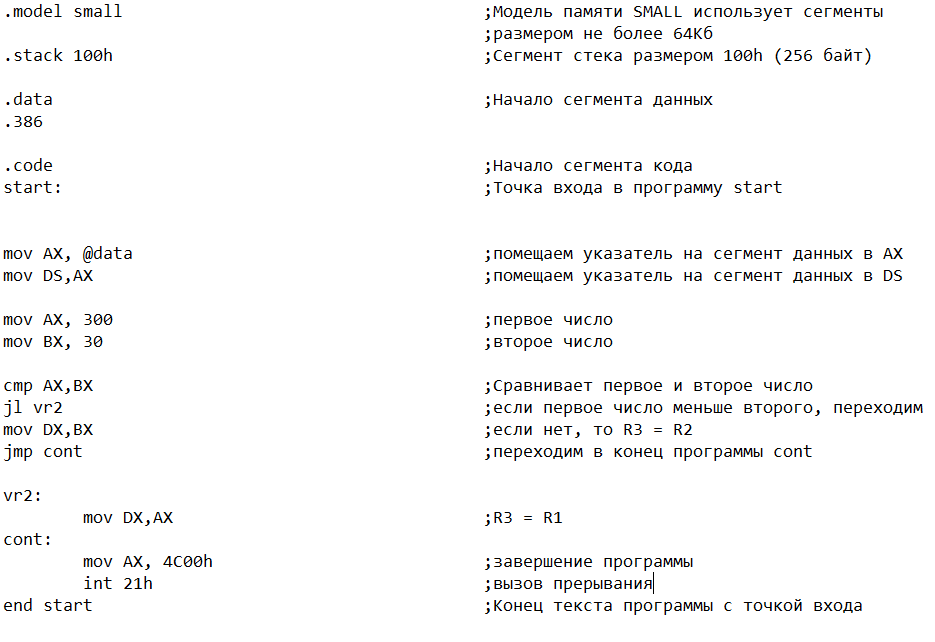 .model small ;Модель памяти SMALL использует сегменты
;размером не более 64Кб
.stack 100h ;Сегмент стека размером 100h (256 байт)
.data ;Начало сегмента данных
.386
.code ;Начало сегмента кода
start: ;Точка входа в программу start
mov AX, @data ;помещаем указатель на сегмент данных в AX
mov DS,AX ;помещаем указатель на сегмент данных в DS
mov AX, 300 ;первое число
mov BX, 30 ;второе число
cmp AX,BX ;Сравнивает первое и второе число
jl vr2 ;если первое число меньше второго, переходим
mov DX,BX ;если нет, то R3 = R2
jmp cont ;переходим в конец программы cont
vr2:
mov DX,AX ;R3 = R1
cont:
mov AX, 4C00h ;завершение программы
int 21h ;вызов прерывания
end start ;Конец текста программы с точкой входа